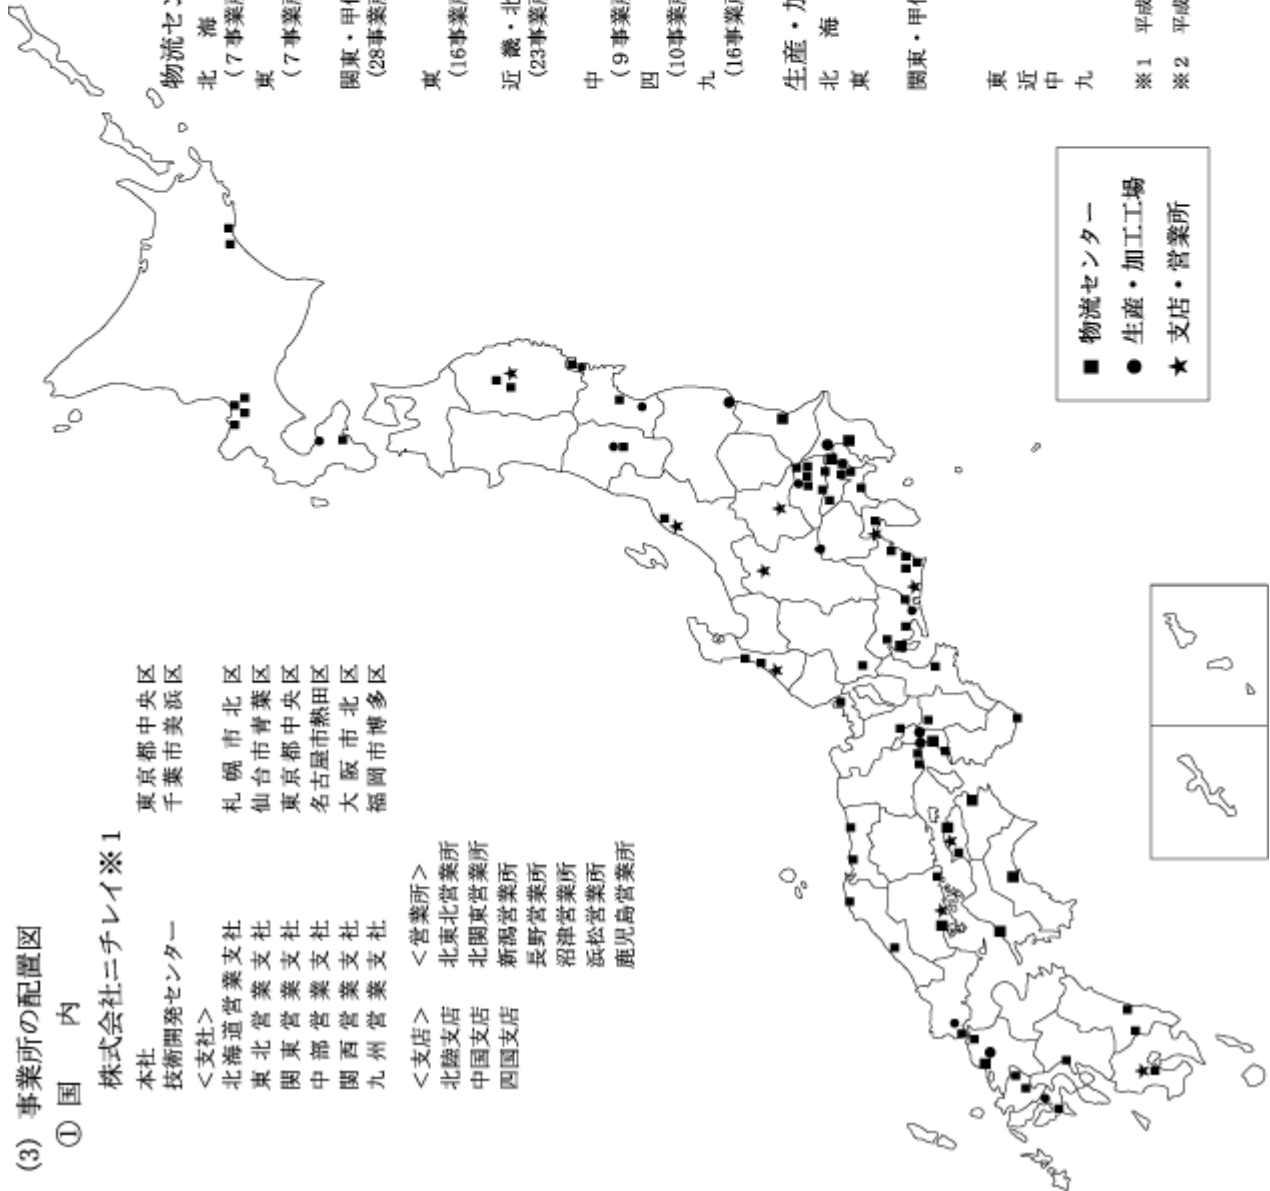 (3) 事業所の配置図
① 国 内
株式会社ニチレイ※1
本社 東京都中央区
技術開発センター 千葉市美浜区
＜支社＞
北海道営業支社 札幌市北区
東北営業支社 仙台市青葉区
関東営業支社 東京都中央区
中部営業支社 名古屋市熱田区
関西営業支社 大阪市北区
九州営業支社 福岡市博多区
＜支店＞ ＜営業所＞
北陸支店 北東北営業所
中国支店 北関東営業所
四国支店 新潟営業所
長野営業所
沼津営業所
浜松営業所
鹿児島営業所
物流セン
北 海
(7事業所
東
(7事業所
関東・甲信
(28事業所
東
(16事業所
近畿・北
(23事業所
中
(9事業所
四
(10事業所
九
(16事業所
生産・加
北 海
東
関東・甲信
東
近
中
九
※1 平成
※2 平成
■ 物流センター
● 生産・加工工場
★ 支店・営業所